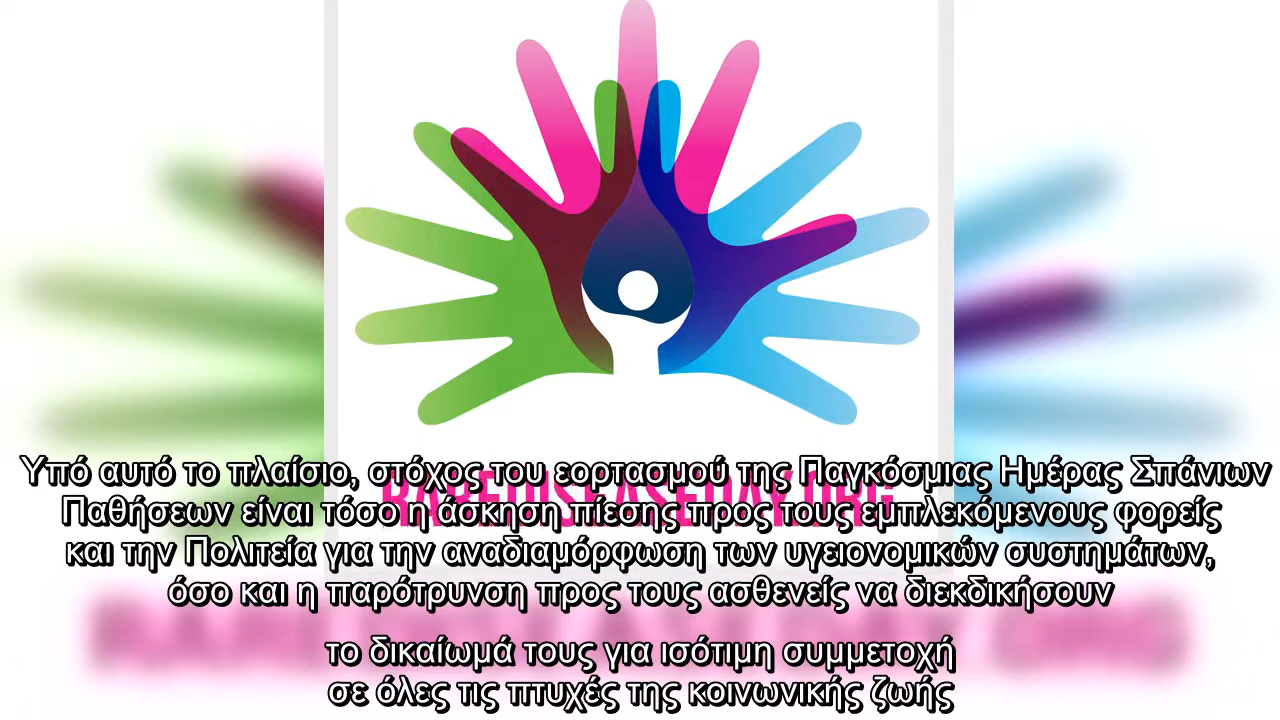 Υπό αυτό το πλαίσιο, στόχος του εορτασμού της Παγκόσμιας Ημέρας Σπάνιων
RAREDISEASEDAY.ORG
Παθήσεων είναι τόσο η άσκηση πίεσης προς τους εμπλεκόμενους φορείς
και την Πολιτεία για την αναδιαμόρφωση των υγειονομικών συστημάτων,
όσο και η παρότρυνση προς τους ασθενείς να διεκδικήσουν
το δικαίωμά τους για ισότιμη συμμετοχή
σε όλες τις πτυχές της κοινωνικής ζωής